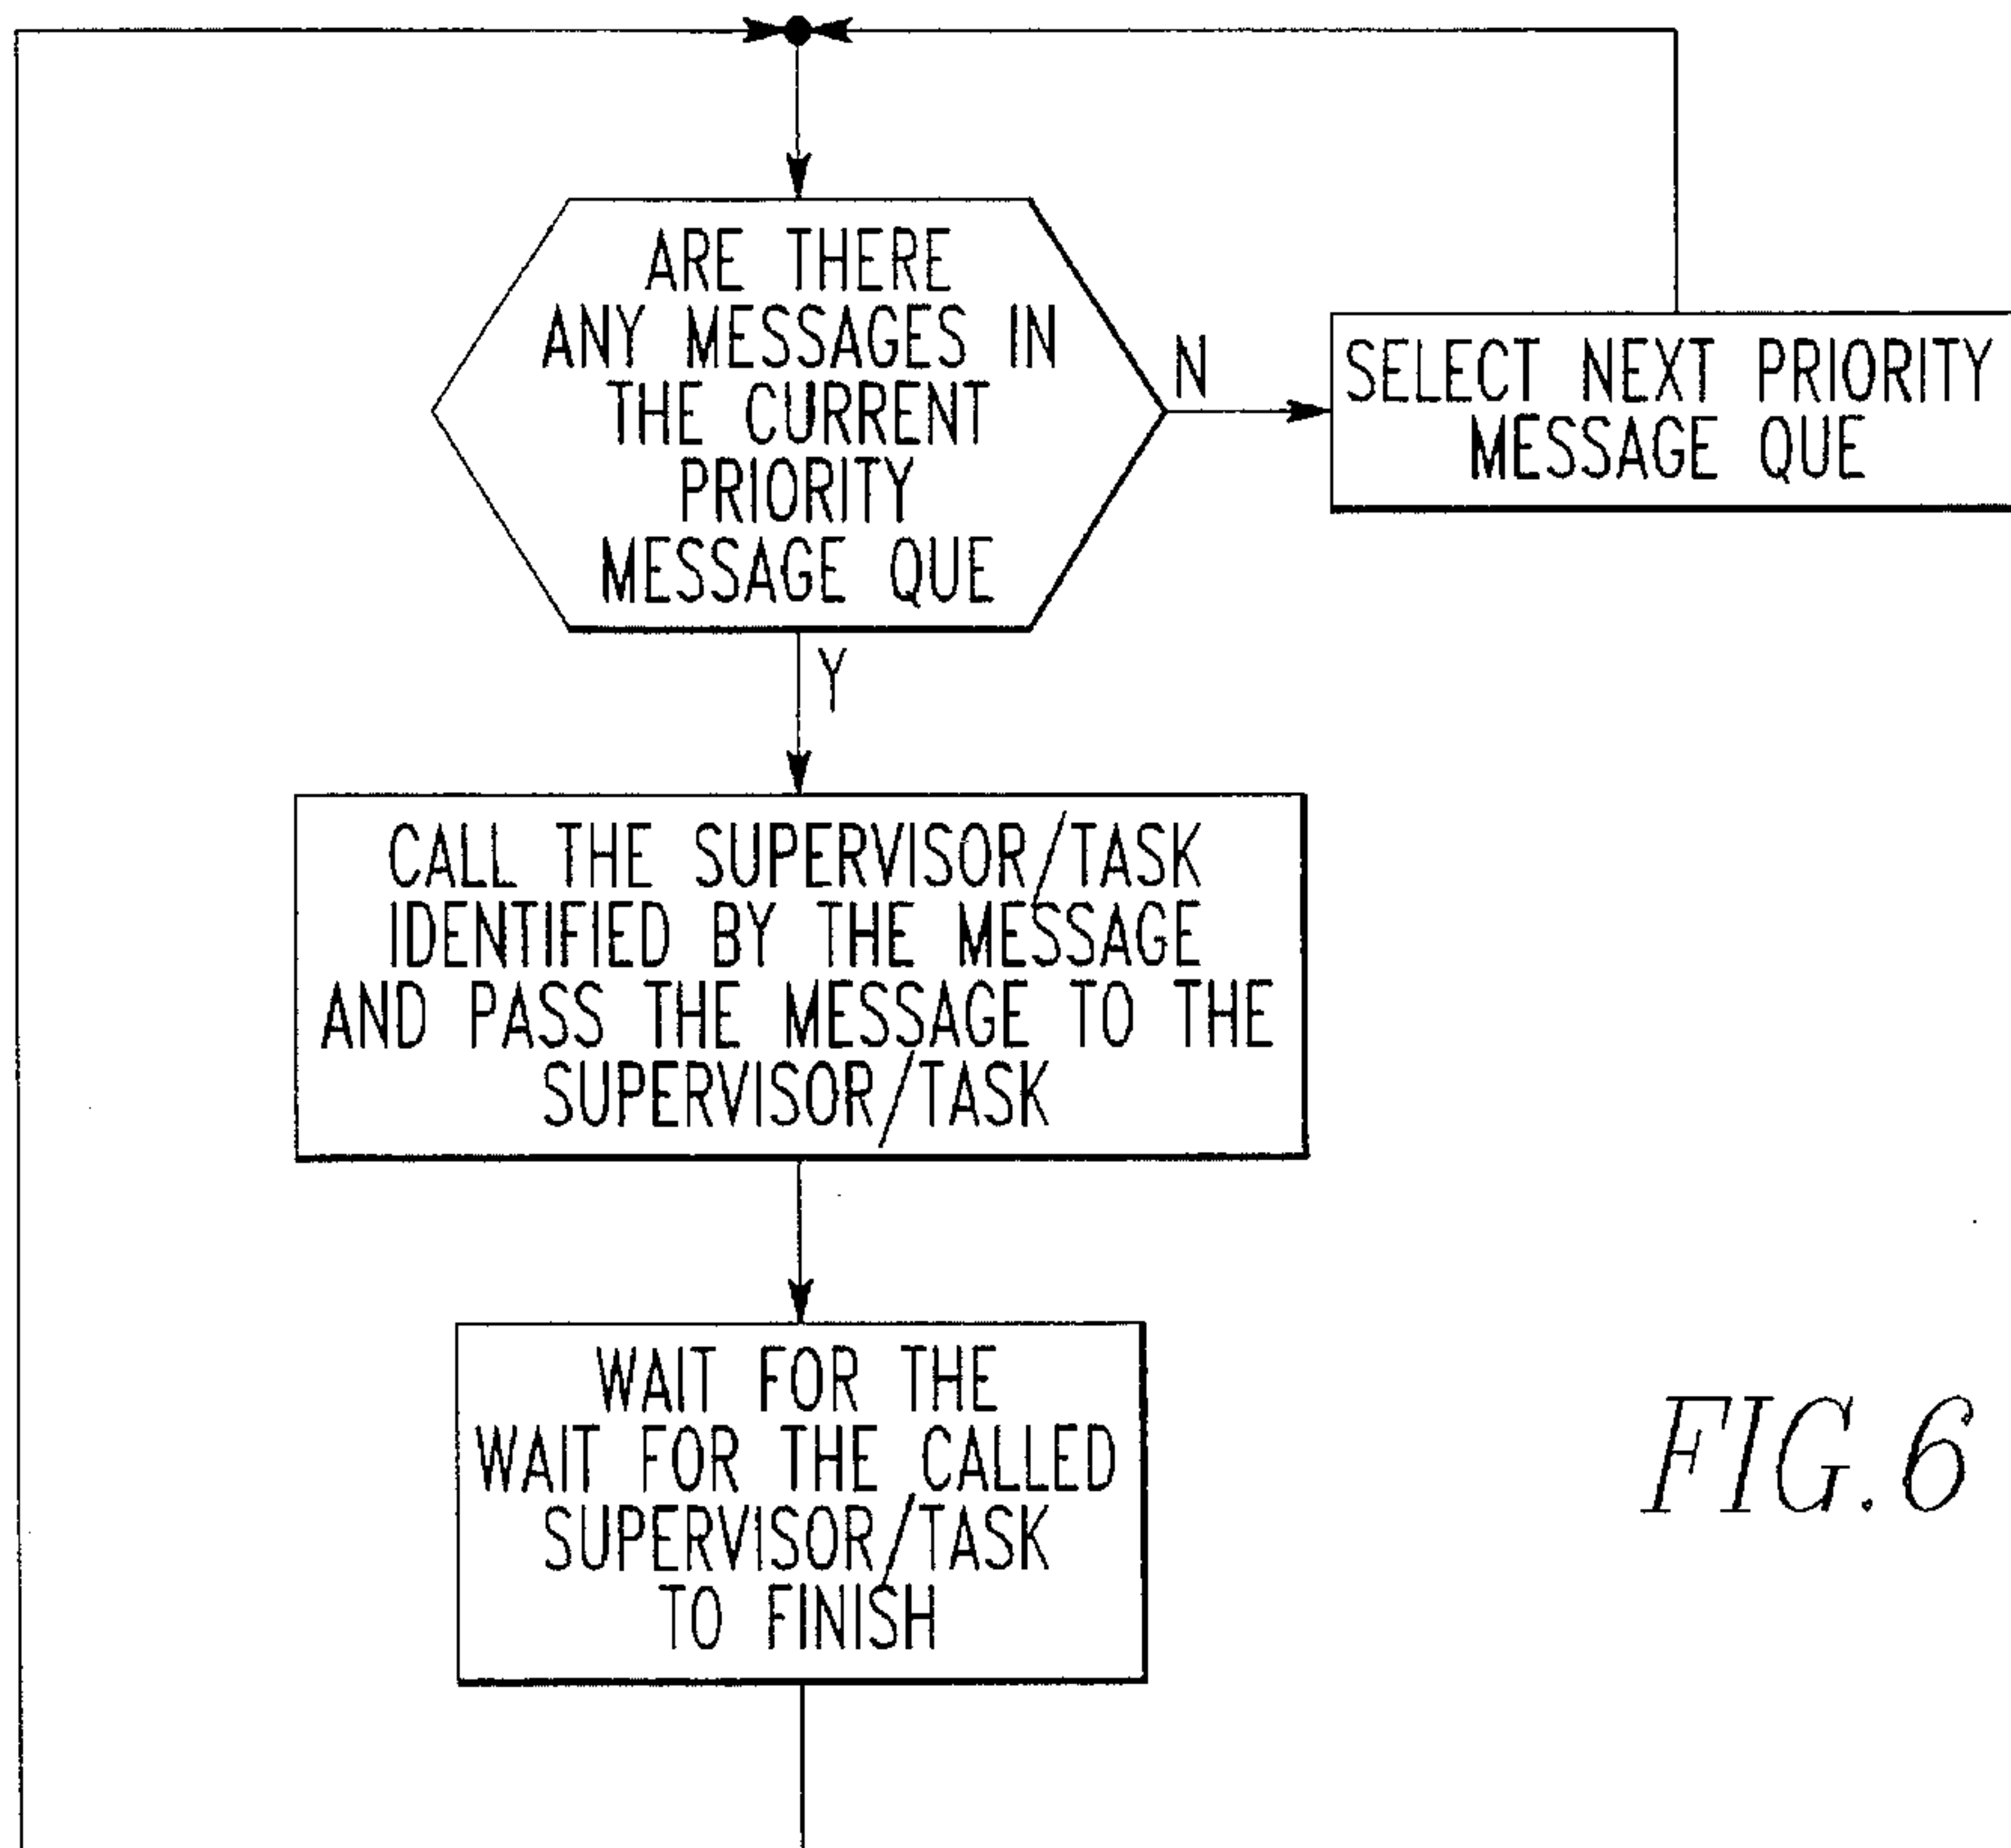 ARE THERE
ANY MESSAGES IN
THE CURRENT
PRIORITY
MESSAGE QUE
N
SELECT NEXT PRIORITY
MESSAGE QUE
Y
CALL THE SUPERVISOR/TASK
IDENTIFIED BY THE MESSAGE
AND PASS THE MESSAGE TO THE
SUPERVISOR/TASK
WAIT FOR THE
WAIT FOR THE CALLED
SUPERVISOR/TASK
TO FINISH
FIG.6